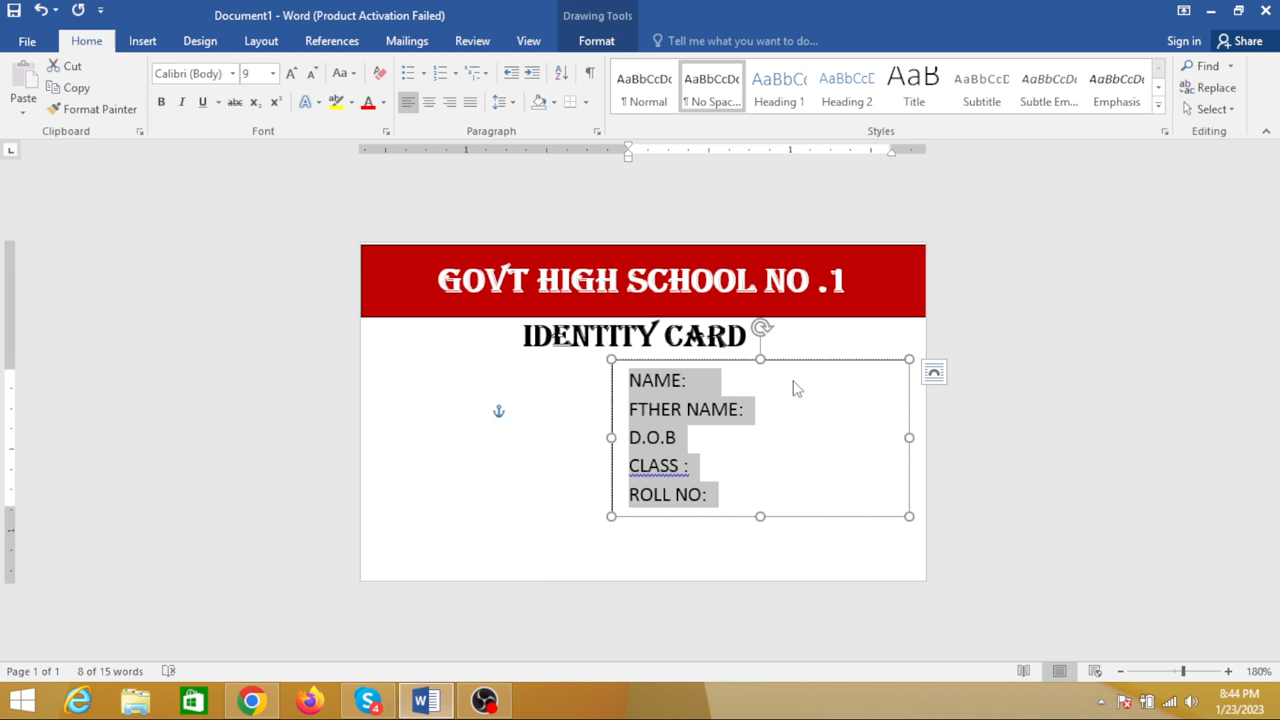 Document1 - Word (Product Activation Failed)
Drawing Tools
File
Home
Insert
Design
Layout
References
Mailings
Review
View
Format
Tell me what you want to do...
Sign in
Share
Paste
Cut
Copy
Format Painter
Clipboard
Calibri (Body)
9
Font
Paragraph
AaBbCcDc
¶ Normal
AaBbCcDc
¶ No Spac...
AaBbCc
Heading 1
AaBbCcC
Heading 2
AaB
Title
AaBbCcC
Subtitle
AaBbCcDc
Subtle Em...
AaBbCcDc
Emphasis
Styles
Find
Replace
Select
Editing
1
1
GOVT HIGH SCHOOL NO .1
IDENTITY CARD
NAME:
FTHER NAME:
D.O.B
CLASS :
ROLL NO:
Page 1 of 1
8 of 15 words
180%
4
8:44 PM
1/23/2023